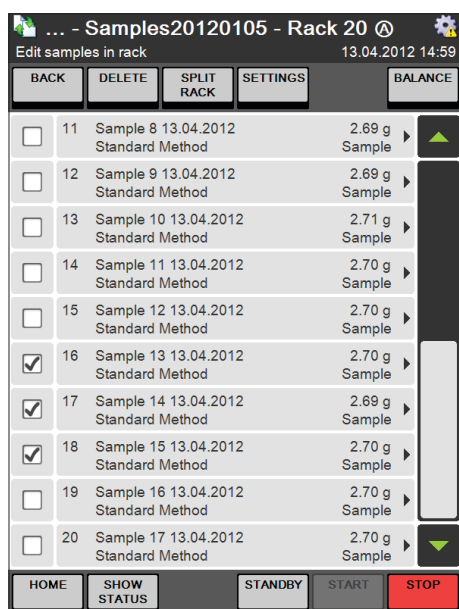 ... - Samples20120105 - Rack 20 Ⓐ
Edit samples in rack 13.04.2012 14:59
BACK DELETE SPLIT RACK SETTINGS BALANCE
11 Sample 8 13.04.2012 2.69 g
Standard Method Sample
12 Sample 9 13.04.2012 2.69 g
Standard Method Sample
13 Sample 10 13.04.2012 2.71 g
Standard Method Sample
14 Sample 11 13.04.2012 2.70 g
Standard Method Sample
15 Sample 12 13.04.2012 2.70 g
Standard Method Sample
16 Sample 13 13.04.2012 2.70 g
Standard Method Sample
17 Sample 14 13.04.2012 2.69 g
Standard Method Sample
18 Sample 15 13.04.2012 2.70 g
Standard Method Sample
19 Sample 16 13.04.2012 2.70 g
Standard Method Sample
20 Sample 17 13.04.2012 2.70 g
Standard Method Sample
HOME SHOW STATUS STANDBY START STOP